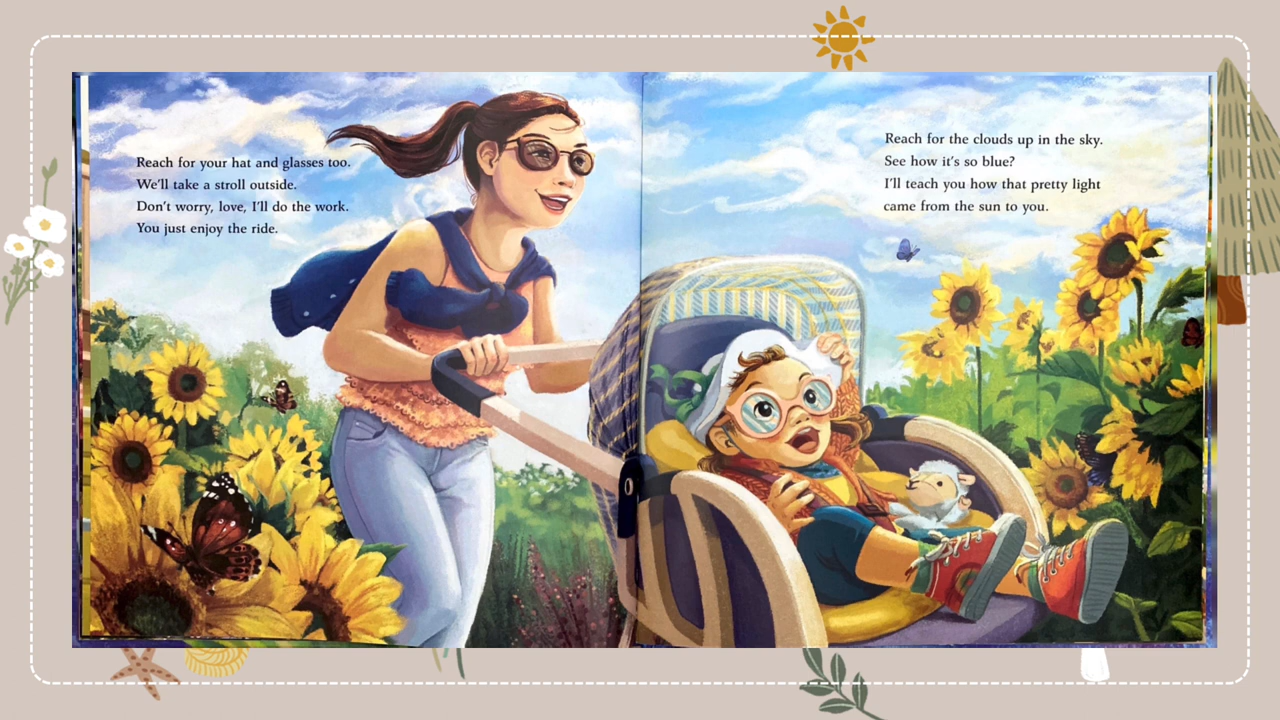 Reach for your hat and glasses too.
We'll take a stroll outside.
Don't worry, love, I'll do the work.
You just enjoy the ride.
Reach for the clouds up in the sky.
See how it's so blue?
I'll teach you how that pretty light
came from the sun to you.